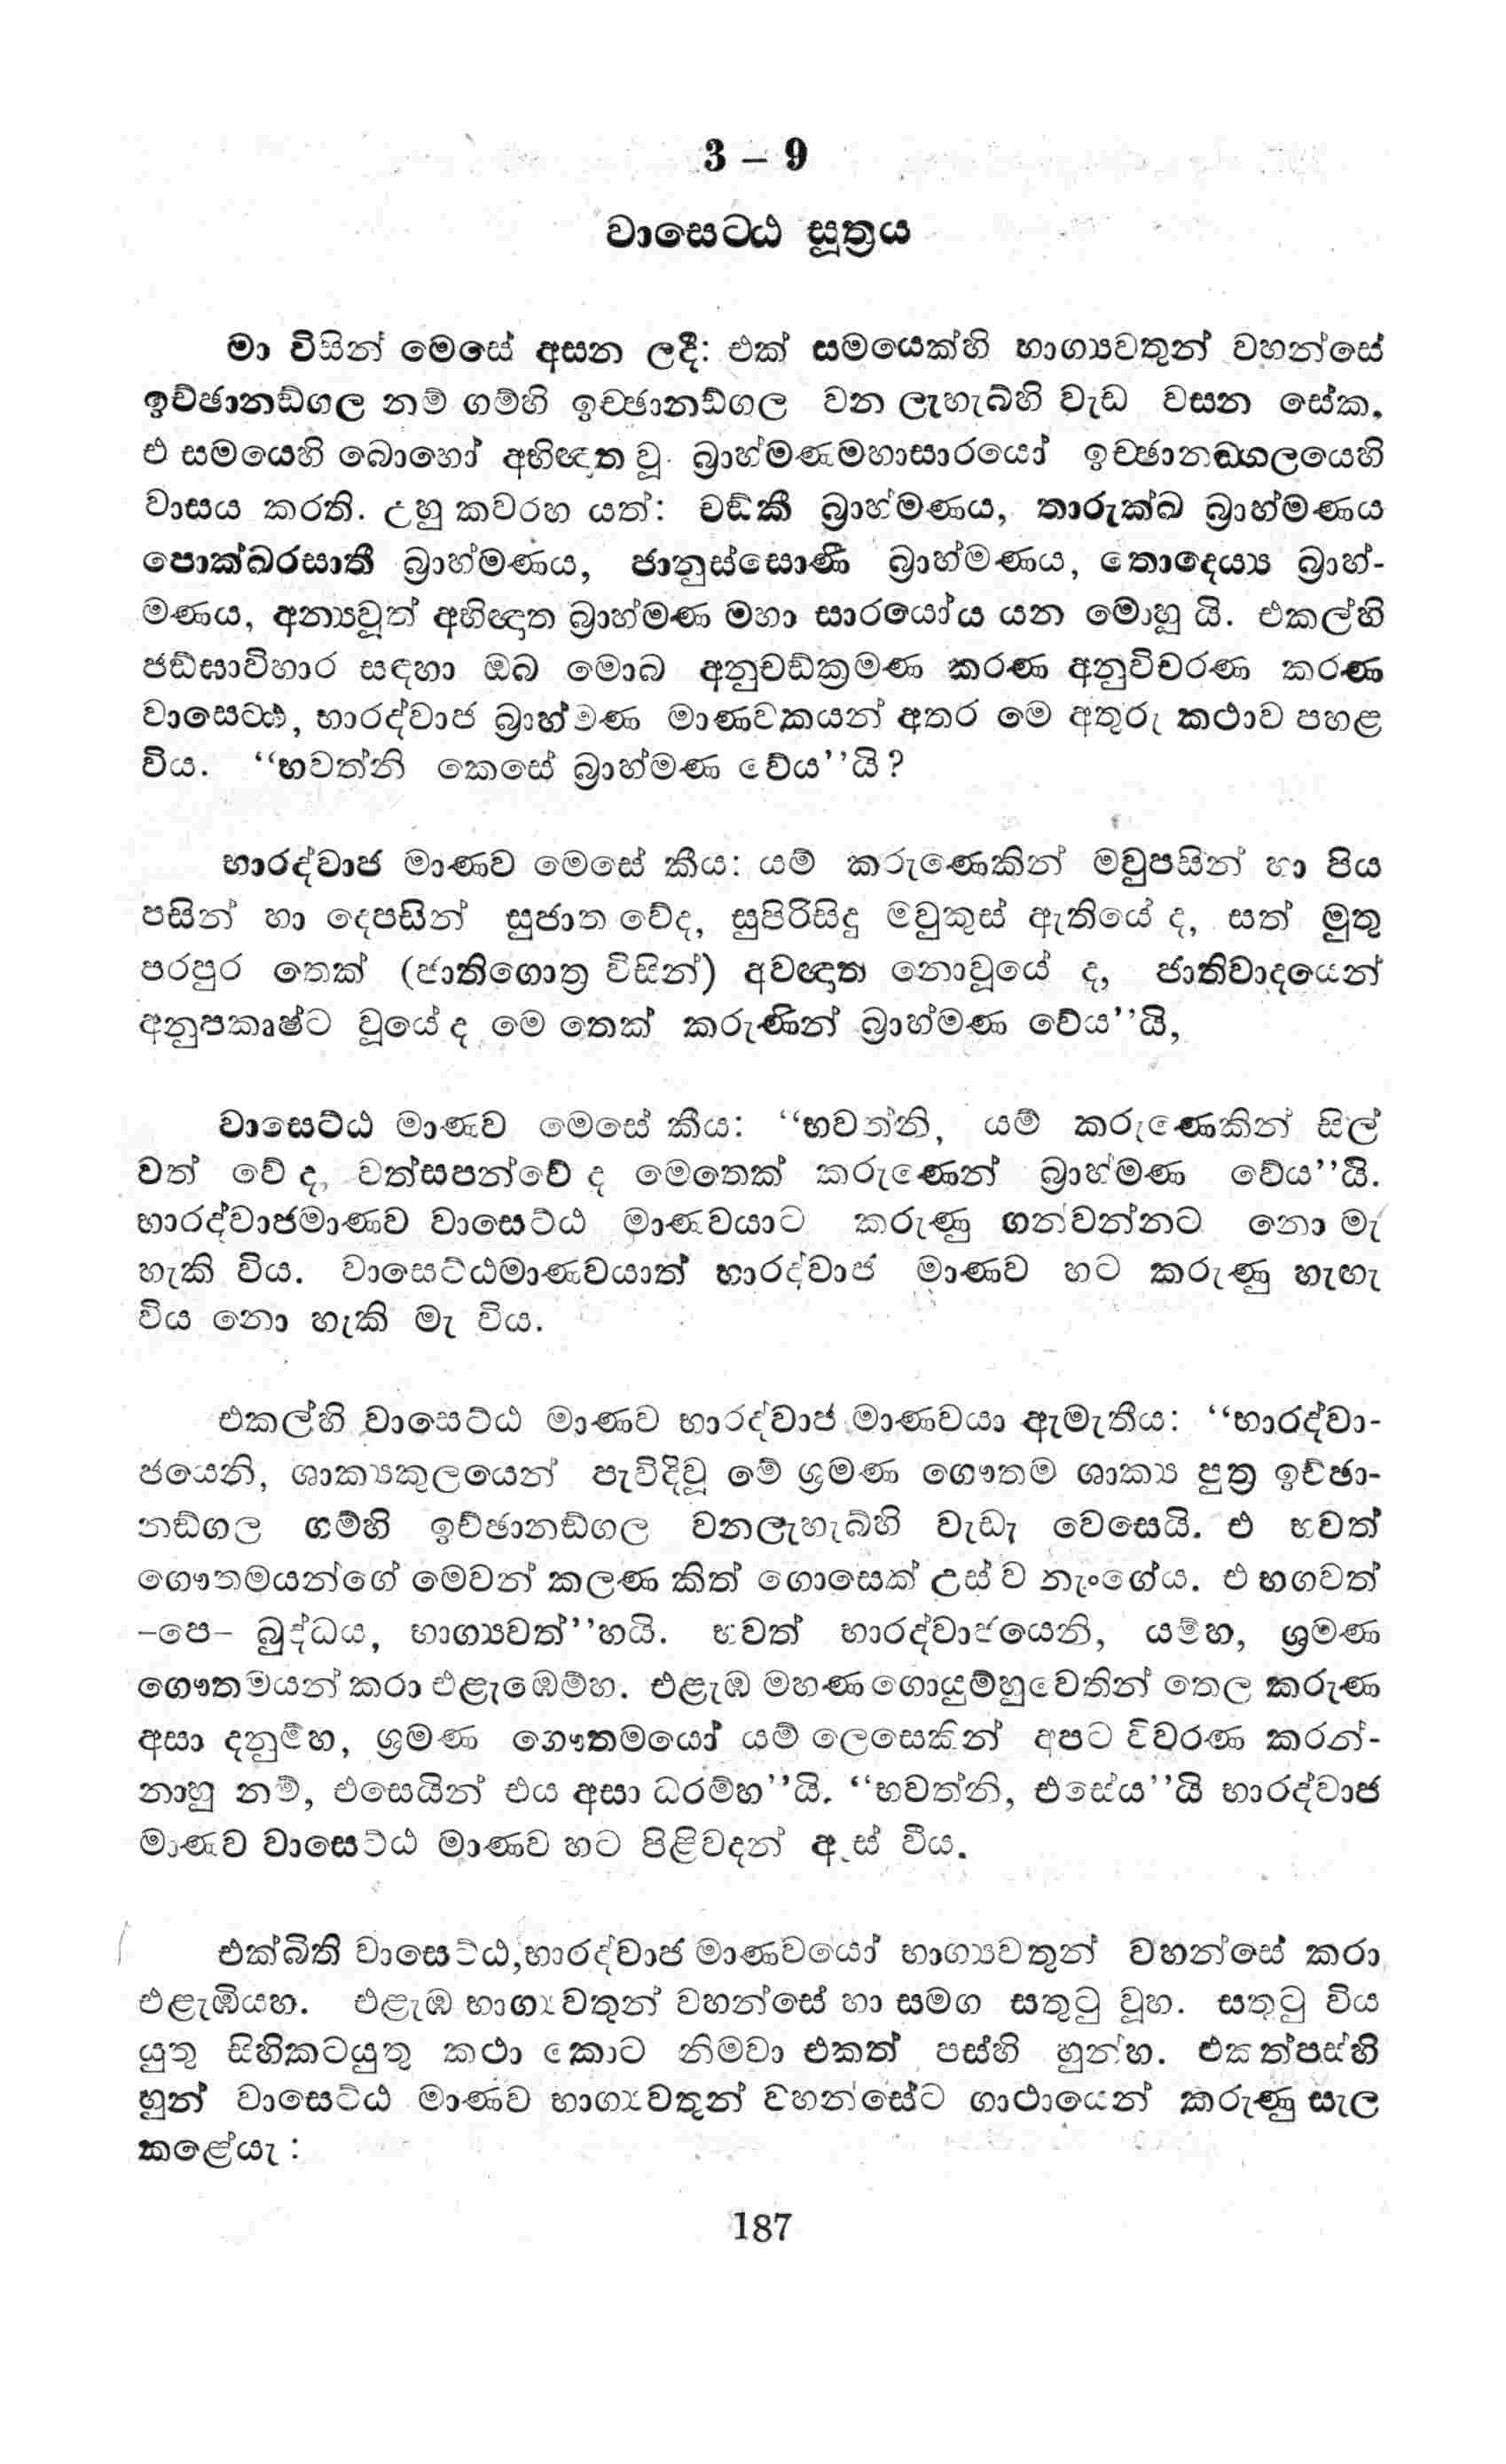 3 – 9
වාසෙට්ඨ සූත්‍රය
මා විසින් මෙසේ අසන ලදී: එක් සමයෙක්හි භාග්‍යවතුන් වහන්සේ
ඉච්ඡානඞ්ගල නම් ගම්හි ඉච්ඡානඞ්ගල වන ලැහැබ්හි වැඩ වසන සේක,
එ සමයෙහි බොහෝ අභිඥාත වූ බ්‍රාහ්මණමහාසාරයෝ ඉච්ඡානඞ්ගලයෙහි
වාසය කරති. උහු කවරහ යත්: චඞ්කී බ්‍රාහ්මණය, තාරුක්ඛ බ්‍රාහ්මණය
පොක්ඛරසාතී බ්‍රාහ්මණය, ජානුස්සොණී බ්‍රාහ්මණය, තොදෙය්‍ය බ්‍රාහ්-
මණය, අන්‍යවූත් අභිඥාත බ්‍රාහ්මණ මහා සාරයෝය යන මොහු යි. එකල්හි
ජඞ්ඝාවිහාර සඳහා ඔබ මොබ අනුචඞ්ක්‍රමණ කරණ අනුවිචරණ කරණ
වාසෙට්ඨ, භාරද්වාජ බ්‍රාහ්මණ මාණවකයන් අතර මෙ අතුරු කථාව පහළ
විය. “භවත්නි කෙසේ බ්‍රාහ්මණ වේය”යි?
භාරද්වාජ මාණව මෙසේ කීය: යම් කරුණෙකින් මවුපසින් හා පිය
පසින් හා දෙපසින් සුජාත වේද, සුපිරිසිදු මවුකුස් ඇතියේ ද, සත් මුතු
පරපුර තෙක් (ජාතිගොත්‍ර විසින්) අවඥාත නොවූයේ ද, ජාතිවාදයෙන්
අනුපකෘෂ්ට වූයේ ද මෙ තෙක් කරුණින් බ්‍රාහ්මණ වේය”යි,
වාසෙට්ඨ මාණව මෙසේ කීය: “භවත්නි, යම් කරුණෙකින් සිල්
වත් වේ ද, වත්සපන්වේ ද මෙතෙක් කරුණෙන් බ්‍රාහ්මණ වේය”යි.
භාරද්වාජමාණව වාසෙට්ඨ මාණවයාට කරුණු ගන්වන්නට නො මැ
හැකි විය. වාසෙට්ඨමාණවයාත් භාරද්වාජ මාණව හට කරුණු හැඟැ
විය නො හැකි මැ විය.
එකල්හි වාසෙට්ඨ මාණව භාරද්වාජ මාණවයා ඇමැතීය: “භාරද්වා-
ජයෙනි, ශාක්‍යකුලයෙන් පැවිදිවූ මේ ශ්‍රමණ ගෞතම ශාක්‍ය පුත්‍ර ඉච්ඡා-
නඞ්ගල ගම්හි ඉච්ඡානඞ්ගල වනලැහැබ්හි වැඩැ වෙසෙයි. එ භවත්
ගෞතමයන්ගේ මෙවන් කලණ කිත් ගොසෙක් උස් ව නැංගේය. එ භගවත්
–පෙ– බුද්ධය, භාග්‍යවත්”හයි. භවත් භාරද්වාජයෙනි, යම්හ, ශ්‍රමණ
ගෞතමයන් කරා එළැඹෙම්හ. එළැඹ මහණ ගොයුම්හුවෙතින් තෙල කරුණ
අසා දනුම්හ, ශ්‍රමණ ගෞතමයෝ යම් ලෙසෙකින් අපට විවරණ කරන්-
නාහු නම්, එසෙයින් එය අසා ධරම්හ”යි. “භවත්නි, එසේය”යි භාරද්වාජ
මාණව වාසෙට්ඨ මාණව හට පිළිවදන් අැස් වීය.
එක්බිති වාසෙට්ඨ,භාරද්වාජ මාණවයෝ භාග්‍යවතුන් වහන්සේ කරා
එළැඹියහ. එළැඹ භාග්‍යවතුන් වහන්සේ හා සමග සතුටු වූහ. සතුටු විය
යුතු සිහිකටයුතු කථා කොට නිමවා එකත් පස්හි හුන්හ. එකත්පස්හි
හුන් වාසෙට්ඨ මාණව භාග්‍යවතුන් වහන්සේට ගාථායෙන් කරුණු සැල
කළේයැ :
187